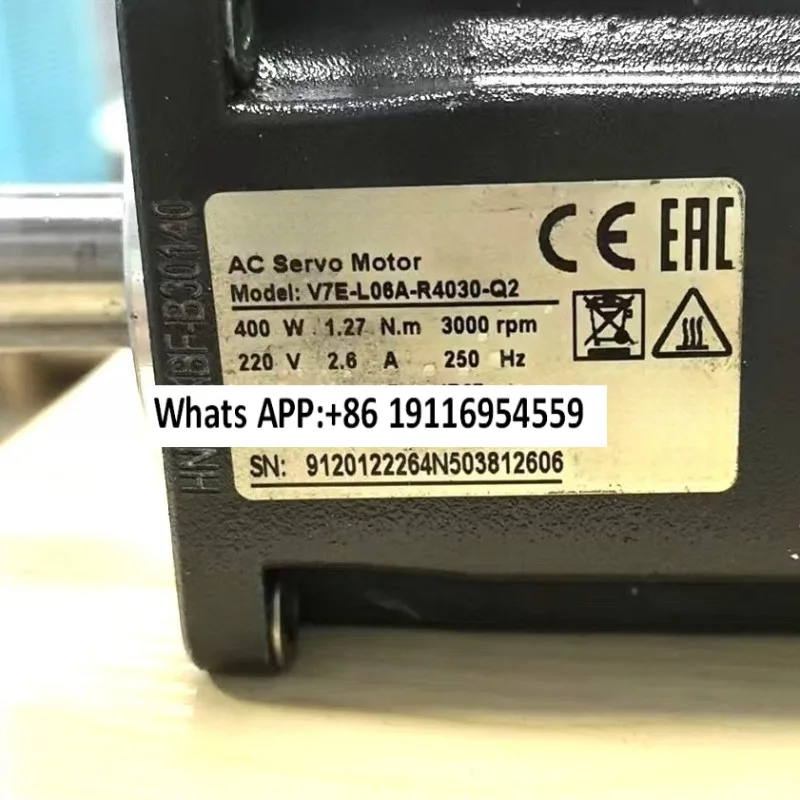 AC Servo Motor
Model: V7E-L06A-R4030-Q2
400 W 1.27 N.m 3000 rpm
220 V 2.6 A 250 Hz
Whats APP:+86 19116954559
SN: 9120122264N503812606
CE EAC